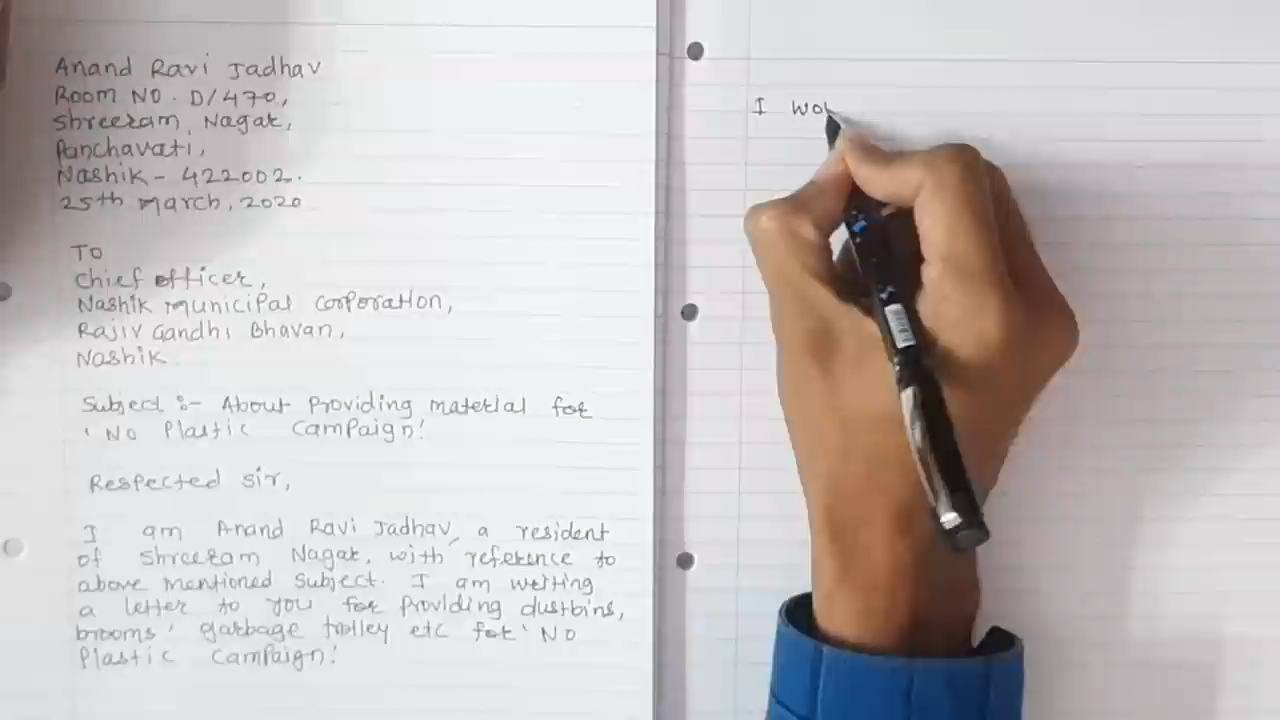 Anand Ravi Jadhav
Room No. D/470,
Shreeram Nagar,
Panchavati,
Nashik - 422002.
25th March, 2020
To
Chief officer,
Nashik Municipal Corporation,
Rajiv Gandhi Bhavan,
Nashik.
Subject :- About Providing material for
'No Plastic Campaign!
Respected sir,
I am Anand Ravi Jadhav, a resident
of Shreeram Nagar, with reference to
above mentioned subject. I am writing
a letter to you for Providing dustbins,
brooms, garbage trolley etc for 'No
Plastic Campaign!
I wou